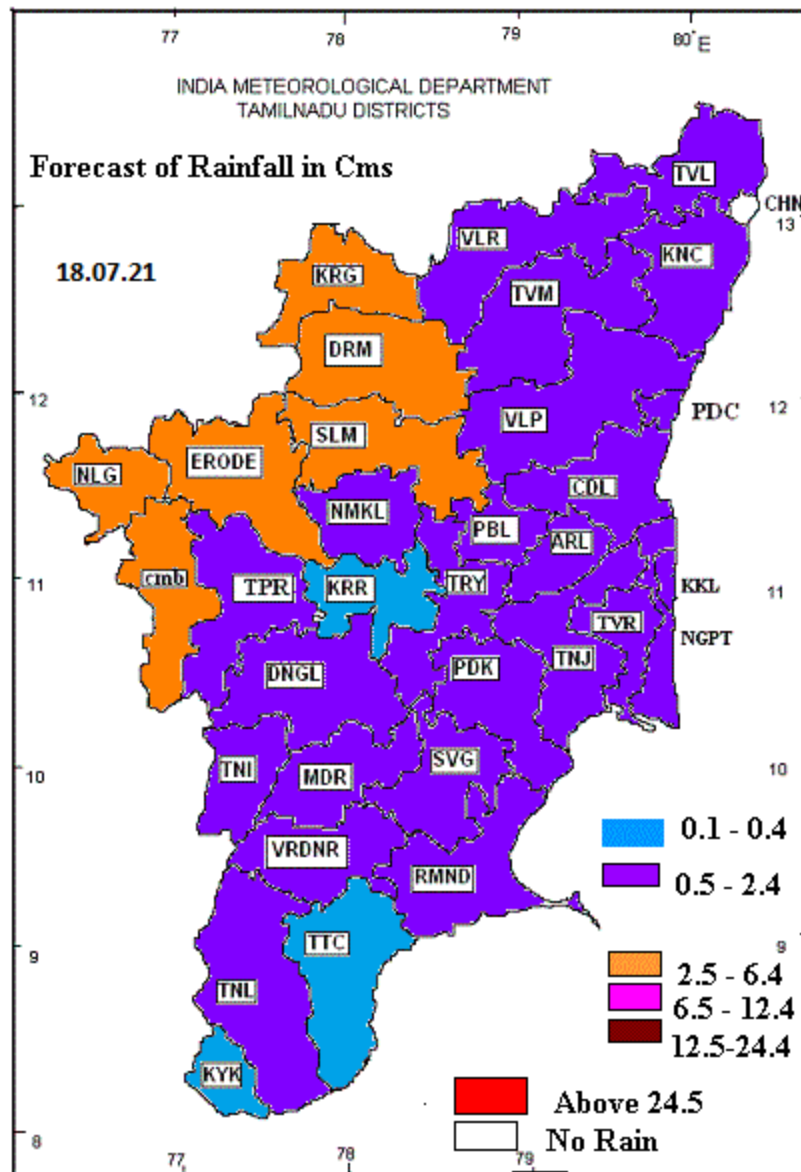 77 78 79 80°E
INDIA METEOROLOGICAL DEPARTMENT
TAMILNADU DISTRICTS
Forecast of Rainfall in Cms
TVL
CHN
13
VLR
KNC
18.07.21
KRG
TVM
DRM
12
12
PDC
VLP
SLM
ERODE
NLG
CDL
NMKL
PBL
ARL
11
cmb
TPR
KRR
TRY
KKL
11
TVR
NGPT
DNGL
PDK
TNJ
10
TNI
MDR
SVG
10
0.1 - 0.4
VRDNR
RMND
0.5 - 2.4
9
TTC
9
2.5 - 6.4
TNL
6.5 - 12.4
12.5-24.4
KYK
Above 24.5
8
No Rain
77 78 79